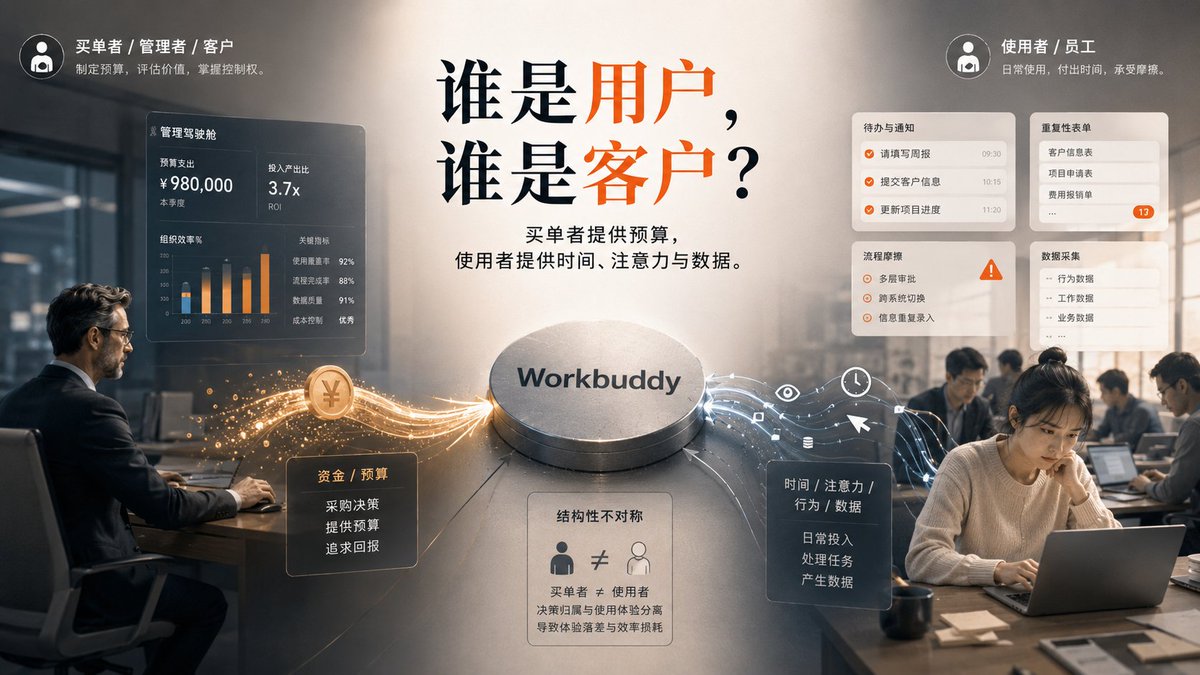 买单者 / 管理者 / 客户
制定预算，评估价值，掌握控制权。
谁是用户，
谁是客户？
买单者提供预算，
使用者提供时间、注意力与数据。
使用者 / 员工
日常使用，付出时间，承受摩擦。
管理驾驶舱
预算支出
¥980,000
本季度
投入产出比
3.7x
ROI
组织效率%
200 280 200 280 280
关键指标
使用覆盖率 92%
流程完成率 88%
数据质量 91%
成本控制 优秀
待办与通知
请填写周报 09:30
提交客户信息 10:15
更新项目进度 11:20
重复性表单
客户信息表
项目申请表
费用报销单
...
13
流程摩擦
多层审批
跨系统切换
信息重复录入
数据采集
行为数据
工作数据
业务数据
...
¥
Workbuddy
资金 / 预算
采购决策
提供预算
追求回报
结构性不对称
≠
买单者 ≠ 使用者
决策归属与使用体验分离
导致体验落差与效率损耗
时间 / 注意力 /
行为 / 数据
日常投入
处理任务
产生数据